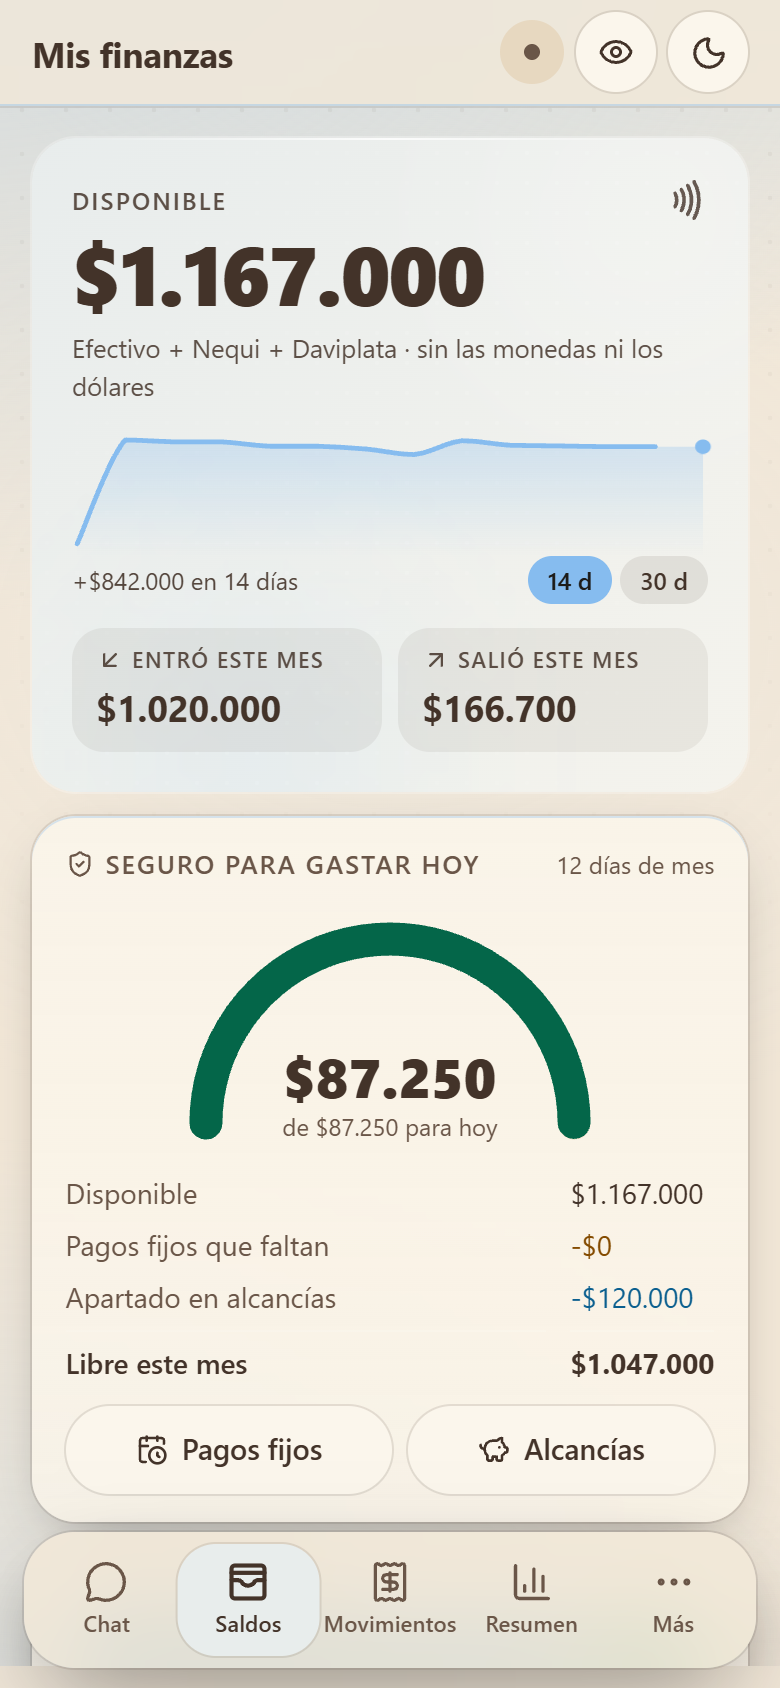 Mis finanzas
DISPONIBLE
$1.167.000
Efectivo + Nequi + Daviplata · sin las monedas ni los
dólares
+$842.000 en 14 días
14 d
30 d
ENTRÓ ESTE MES
$1.020.000
SALIÓ ESTE MES
$166.700
SEGURO PARA GASTAR HOY
12 días de mes
$87.250
de $87.250 para hoy
Disponible
$1.167.000
Pagos fijos que faltan
-$0
Apartado en alcancías
-$120.000
Libre este mes
$1.047.000
Pagos fijos
Alcancías
Chat
Saldos
Movimientos
Resumen
Más